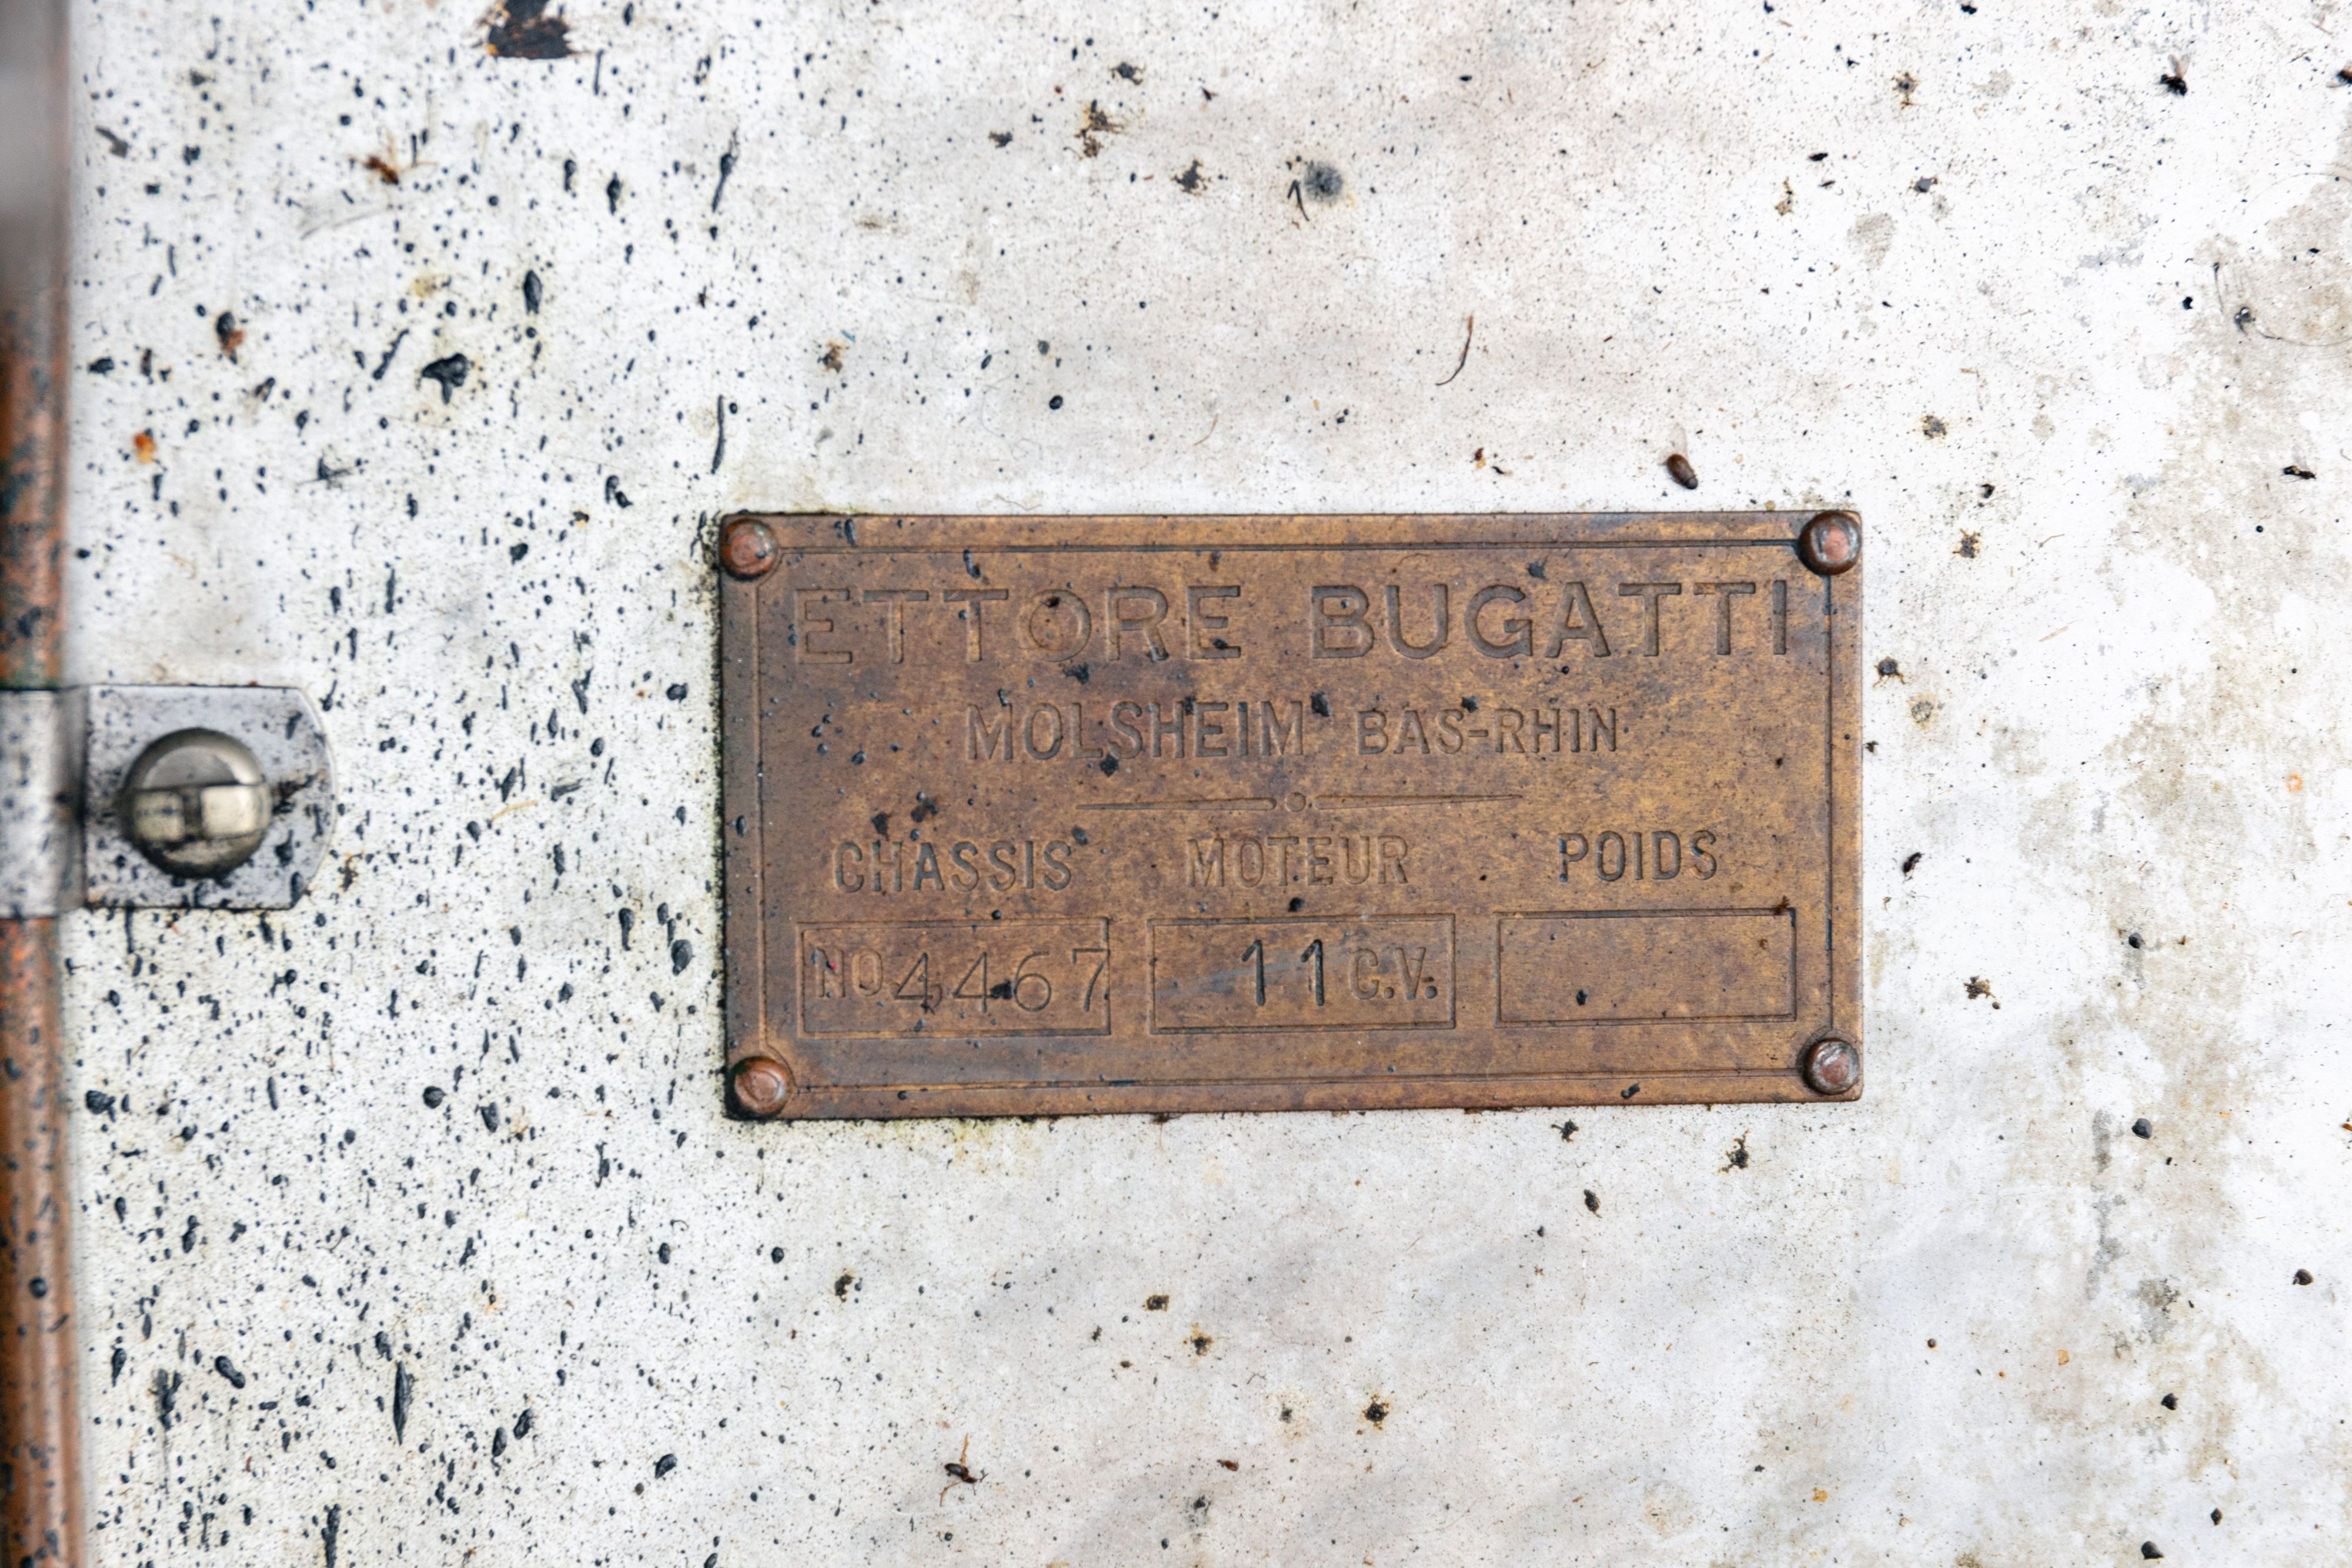 ETTORE BUGATTI
MOLSHEIM BAS-RHIN
CHASSIS MOTEUR POIDS
NO 4467 11 C.V.